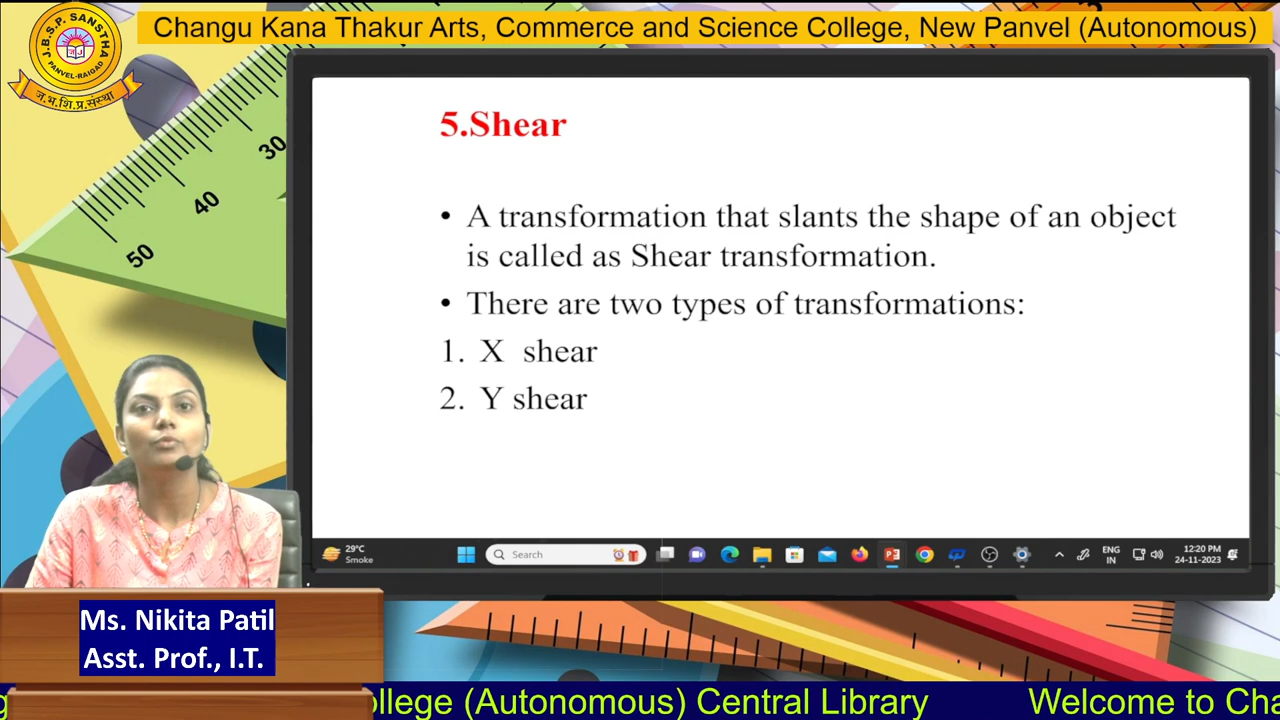 Changu Kana Thakur Arts, Commerce and Science College, New Panvel (Autonomous)
J.B.S.P. SANSTHA
PANVEL-RAIGAD
ज.भ.शि.प्र.संस्था
30
40
50
5.Shear
• A transformation that slants the shape of an object
is called as Shear transformation.
• There are two types of transformations:
1. X shear
2. Y shear
29°C
Smoke
Search
ENG
IN
12:20 PM
24-11-2023
Ms. Nikita Patil
Asst. Prof., I.T.
ollege (Autonomous) Central Library Welcome to Cha